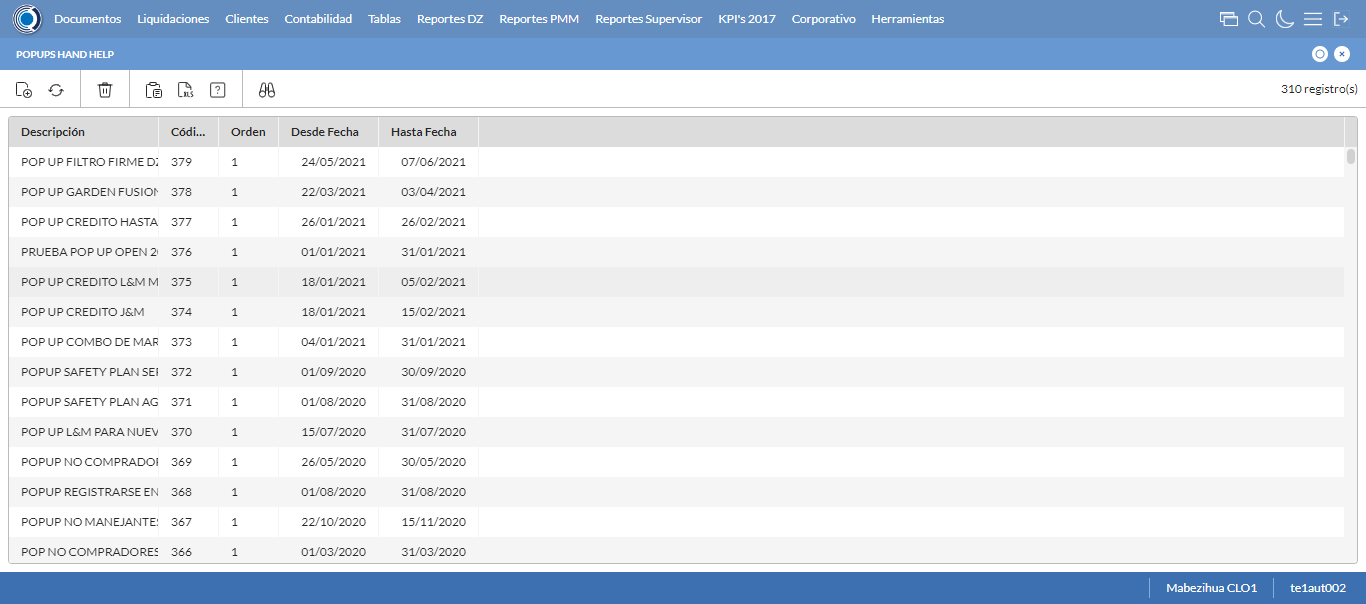 Documentos Liquidaciones Clientes Contabilidad Tablas Reportes DZ Reportes PMM Reportes Supervisor KPI's 2017 Corporativo Herramientas
POPUPS HAND HELP
XLS ? 310 registro(s)
Descripción Códi... Orden Desde Fecha Hasta Fecha
POP UP FILTRO FIRME DZ 379 1 24/05/2021 07/06/2021
POP UP GARDEN FUSION 378 1 22/03/2021 03/04/2021
POP UP CREDITO HASTA 377 1 26/01/2021 26/02/2021
PRUEBA POP UP OPEN 20 376 1 01/01/2021 31/01/2021
POP UP CREDITO L&M M 375 1 18/01/2021 05/02/2021
POP UP CREDITO J&M 374 1 18/01/2021 15/02/2021
POP UP COMBO DE MAR 373 1 04/01/2021 31/01/2021
POPUP SAFETY PLAN SEP 372 1 01/09/2020 30/09/2020
POPUP SAFETY PLAN AG 371 1 01/08/2020 31/08/2020
POP UP L&M PARA NUEV 370 1 15/07/2020 31/07/2020
POPUP NO COMPRADOR 369 1 26/05/2020 30/05/2020
POPUP REGISTRARSE EN 368 1 01/08/2020 31/08/2020
POPUP NO MANEJANTES 367 1 22/10/2020 15/11/2020
POP NO COMPRADORES 366 1 01/03/2020 31/03/2020
Mabezihua CLO1 te1aut002